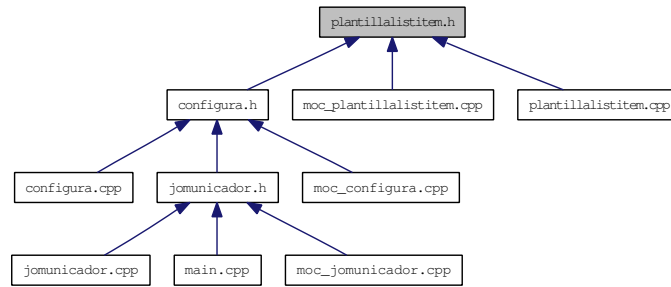 plantillalistitem.h
configura.h
moc_plantillalistitem.cpp
plantillalistitem.cpp
configura.cpp
jomunicador.h
moc_configura.cpp
jomunicador.cpp
main.cpp
moc_jomunicador.cpp